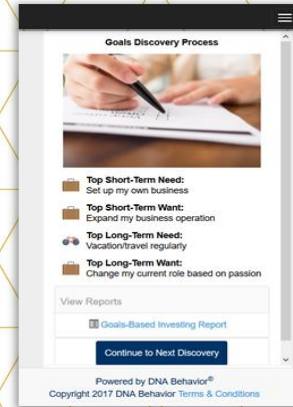 Goals Discovery Process
Top Short-Term Need:
Set up my own business
Top Short-Term Want:
Expand my business operation
Top Long-Term Need:
Vacation/travel regularly
Top Long-Term Want:
Change my current role based on passion
View Reports
Goals-Based Investing Report
Continue to Next Discovery
Powered by DNA Behavior®
Copyright 2017 DNA Behavior Terms & Conditions